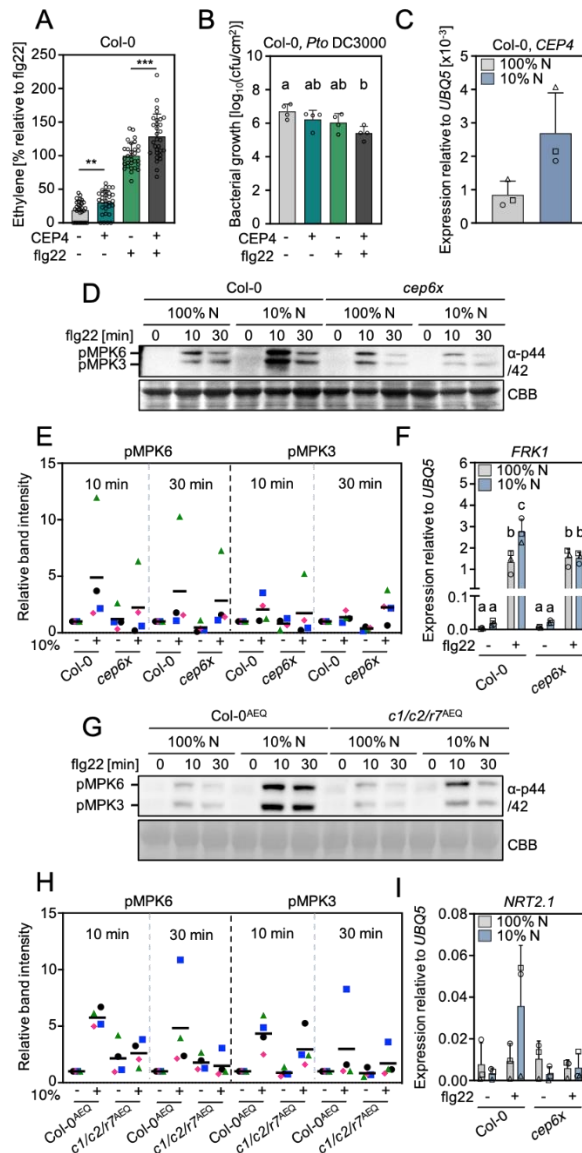 A
Col-0
Ethylene [% relative to flg22]
250
200
150
100
50
0
**
***
CEP4 - + - +
flg22 - - + +
B
Col-0, Pto DC3000
Bacterial growth [log10(cfu/cm²)]
10
8
6
4
2
0
a ab ab b
CEP4 - + - +
flg22 - - + +
C
Col-0, CEP4
Expression relative to UBQ5 [x10-3]
5
4
3
2
1
0
100% N
10% N
D
Col-0 cep6x
100% N 10% N 100% N 10% N
flg22 [min] 0 10 30 0 10 30 0 10 30 0 10 30
pMPK6
pMPK3
α-p44
/42
CBB
E
pMPK6 pMPK3
Relative band intensity
15
10
5
0
10 min 30 min 10 min 30 min
10% - + - + - + - + - + - + - + - +
Col-0 cep6x Col-0 cep6x Col-0 cep6x Col-0 cep6x
F
FRK1
Expression relative to UBQ5
100% N
10% N
6
5
4
3
2
1
0.1
0.0
a a b c a a b b
flg22 - + - +
Col-0 cep6x
G
Col-0AEQ c1/c2/r7AEQ
100% N 10% N 100% N 10% N
flg22 [min] 0 10 30 0 10 30 0 10 30 0 10 30
pMPK6
pMPK3
α-p44
/42
CBB
H
pMPK6 pMPK3
Relative band intensity
15
10
5
0
10 min 30 min 10 min 30 min
10% - + - + - + - + - + - + - + - +
Col-0AEQ c1/c2/r7AEQ Col-0AEQ c1/c2/r7AEQ Col-0AEQ c1/c2/r7AEQ Col-0AEQ c1/c2/r7AEQ
I
NRT2.1
Expression relative to UBQ5
100% N
10% N
0.08
0.06
0.04
0.02
0.00
flg22 - + - +
Col-0 cep6x